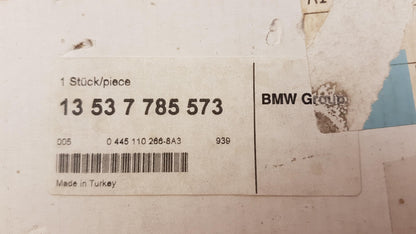 1 Stück/piece
13 53 7 785 573
BMW Group
005 0 445 110 266-8A3 939
Made in Turkey